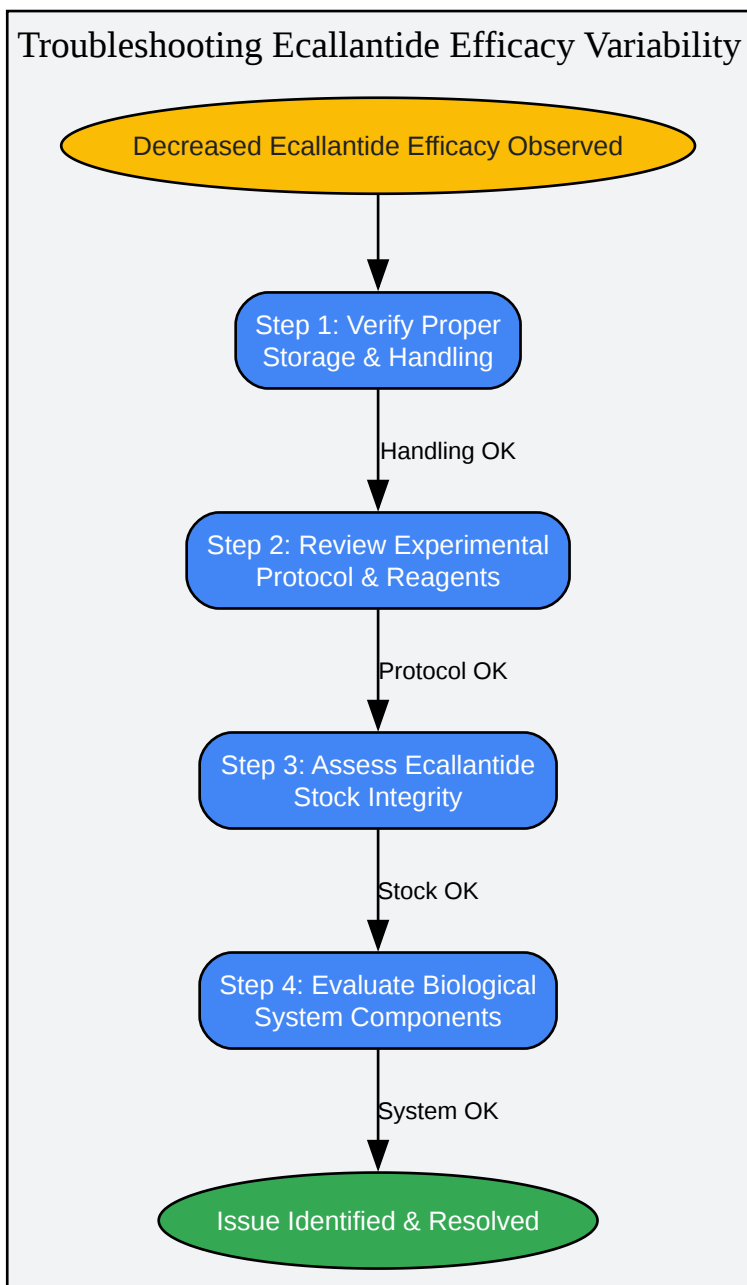 Troubleshooting Ecallantide Efficacy Variability
Decreased Ecallantide Efficacy Observed
Step 1: Verify Proper
Storage & Handling
Handling OK
Step 2: Review Experimental
Protocol & Reagents
Protocol OK
Step 3: Assess Ecallantide
Stock Integrity
Stock OK
Step 4: Evaluate Biological
System Components
System OK
Issue Identified & Resolved